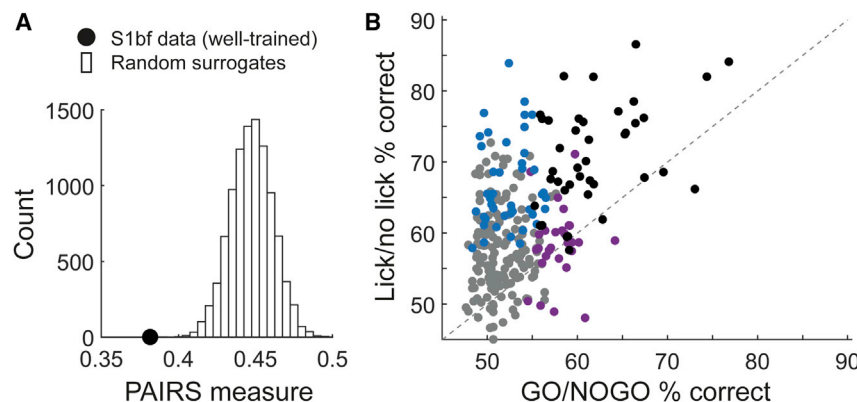 A
S1bf data (well-trained)
Random surrogates
1500
1000
500
0
Count
0.35
0.4
0.45
0.5
PAIRS measure
B
90
80
70
60
50
Lick/no lick % correct
50
60
70
80
90
GO/NOGO % correct